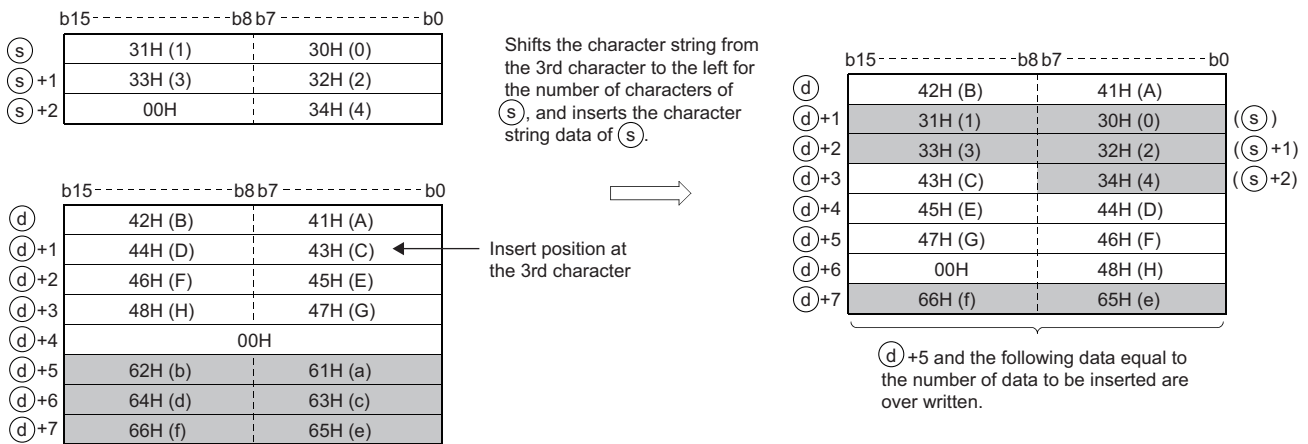 b15 b8 b7 b0
s 31H (1) 30H (0)
s +1 33H (3) 32H (2)
s +2 00H 34H (4)
b15 b8 b7 b0
d 42H (B) 41H (A)
d +1 44H (D) 43H (C)
d +2 46H (F) 45H (E)
d +3 48H (H) 47H (G)
d +4 00H
d +5 62H (b) 61H (a)
d +6 64H (d) 63H (c)
d +7 66H (f) 65H (e)
Shifts the character string from
the 3rd character to the left for
the number of characters of
s , and inserts the character
string data of s .
Insert position at
the 3rd character
b15 b8 b7 b0
d 42H (B) 41H (A)
d +1 31H (1) 30H (0) ( s )
d +2 33H (3) 32H (2) ( s +1)
d +3 43H (C) 34H (4) ( s +2)
d +4 45H (E) 44H (D)
d +5 47H (G) 46H (F)
d +6 00H 48H (H)
d +7 66H (f) 65H (e)
d +5 and the following data equal to
the number of data to be inserted are
over written.